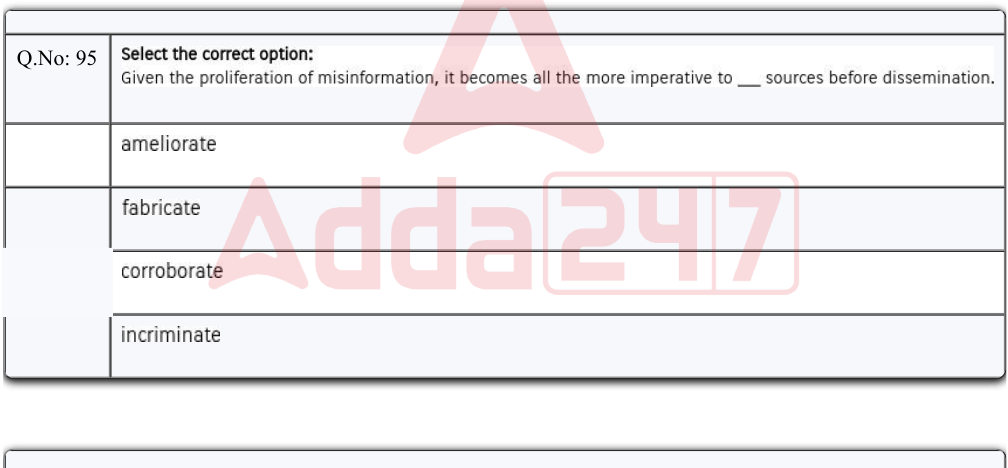 Q.No: 95
Select the correct option:
Given the proliferation of misinformation, it becomes all the more imperative to ___ sources before dissemination.
ameliorate
fabricate
corroborate
incriminate
Adda247